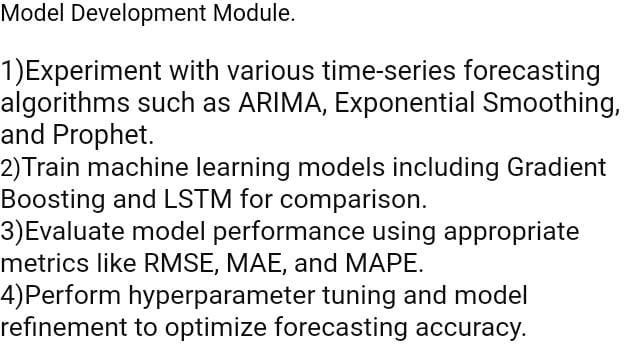 Model Development Module.
1)Experiment with various time-series forecasting
algorithms such as ARIMA, Exponential Smoothing,
and Prophet.
2)Train machine learning models including Gradient
Boosting and LSTM for comparison.
3)Evaluate model performance using appropriate
metrics like RMSE, MAE, and MAPE.
4)Perform hyperparameter tuning and model
refinement to optimize forecasting accuracy.